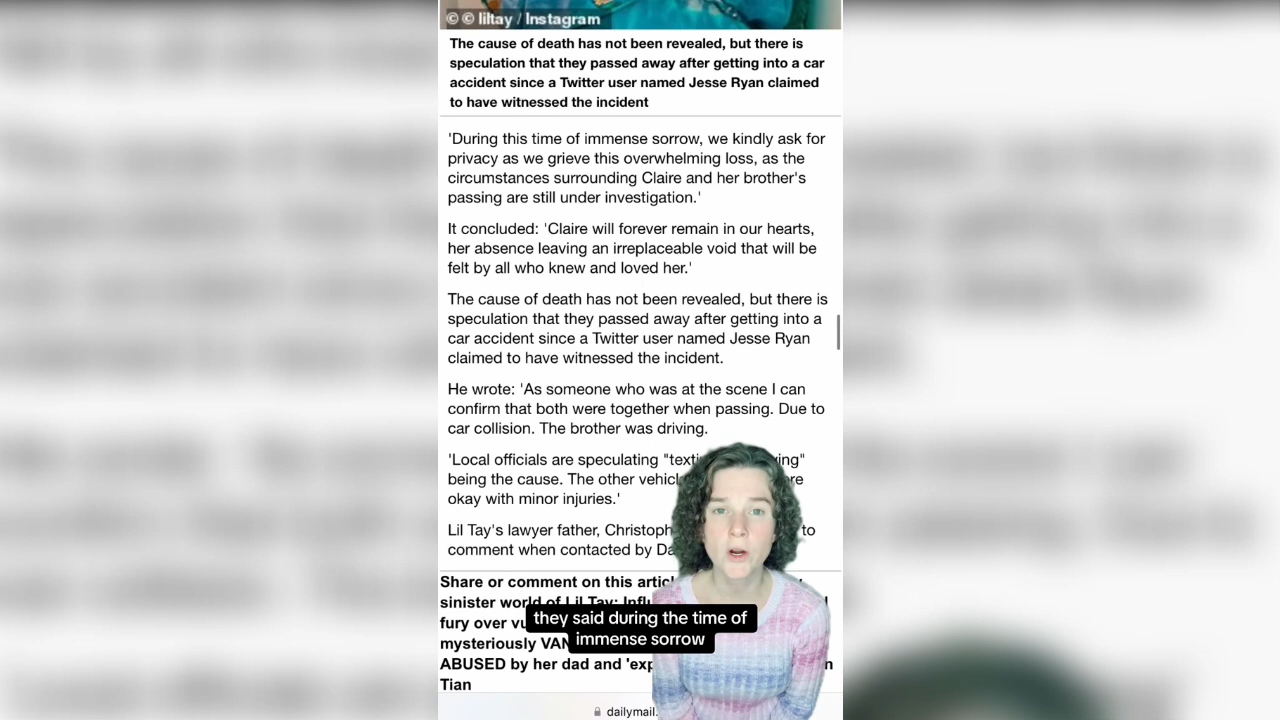 © © liltay / Instagram
The cause of death has not been revealed, but there is
speculation that they passed away after getting into a car
accident since a Twitter user named Jesse Ryan claimed
to have witnessed the incident
'During this time of immense sorrow, we kindly ask for
privacy as we grieve this overwhelming loss, as the
circumstances surrounding Claire and her brother's
passing are still under investigation.'
It concluded: 'Claire will forever remain in our hearts,
her absence leaving an irreplaceable void that will be
felt by all who knew and loved her.'
The cause of death has not been revealed, but there is
speculation that they passed away after getting into a
car accident since a Twitter user named Jesse Ryan
claimed to have witnessed the incident.
He wrote: 'As someone who was at the scene I can
confirm that both were together when passing. Due to
car collision. The brother was driving.
'Local officials are speculating
being the cause. The other
okay with minor injuries.'
Lil Tay's lawyer father, to
comment when contacted by
Share or comment on this
sinister world of Lil Tay:
fury over
mysteriously
ABUSED by her dad and
Tian
they said during the time of
immense sorrow
dailymail.